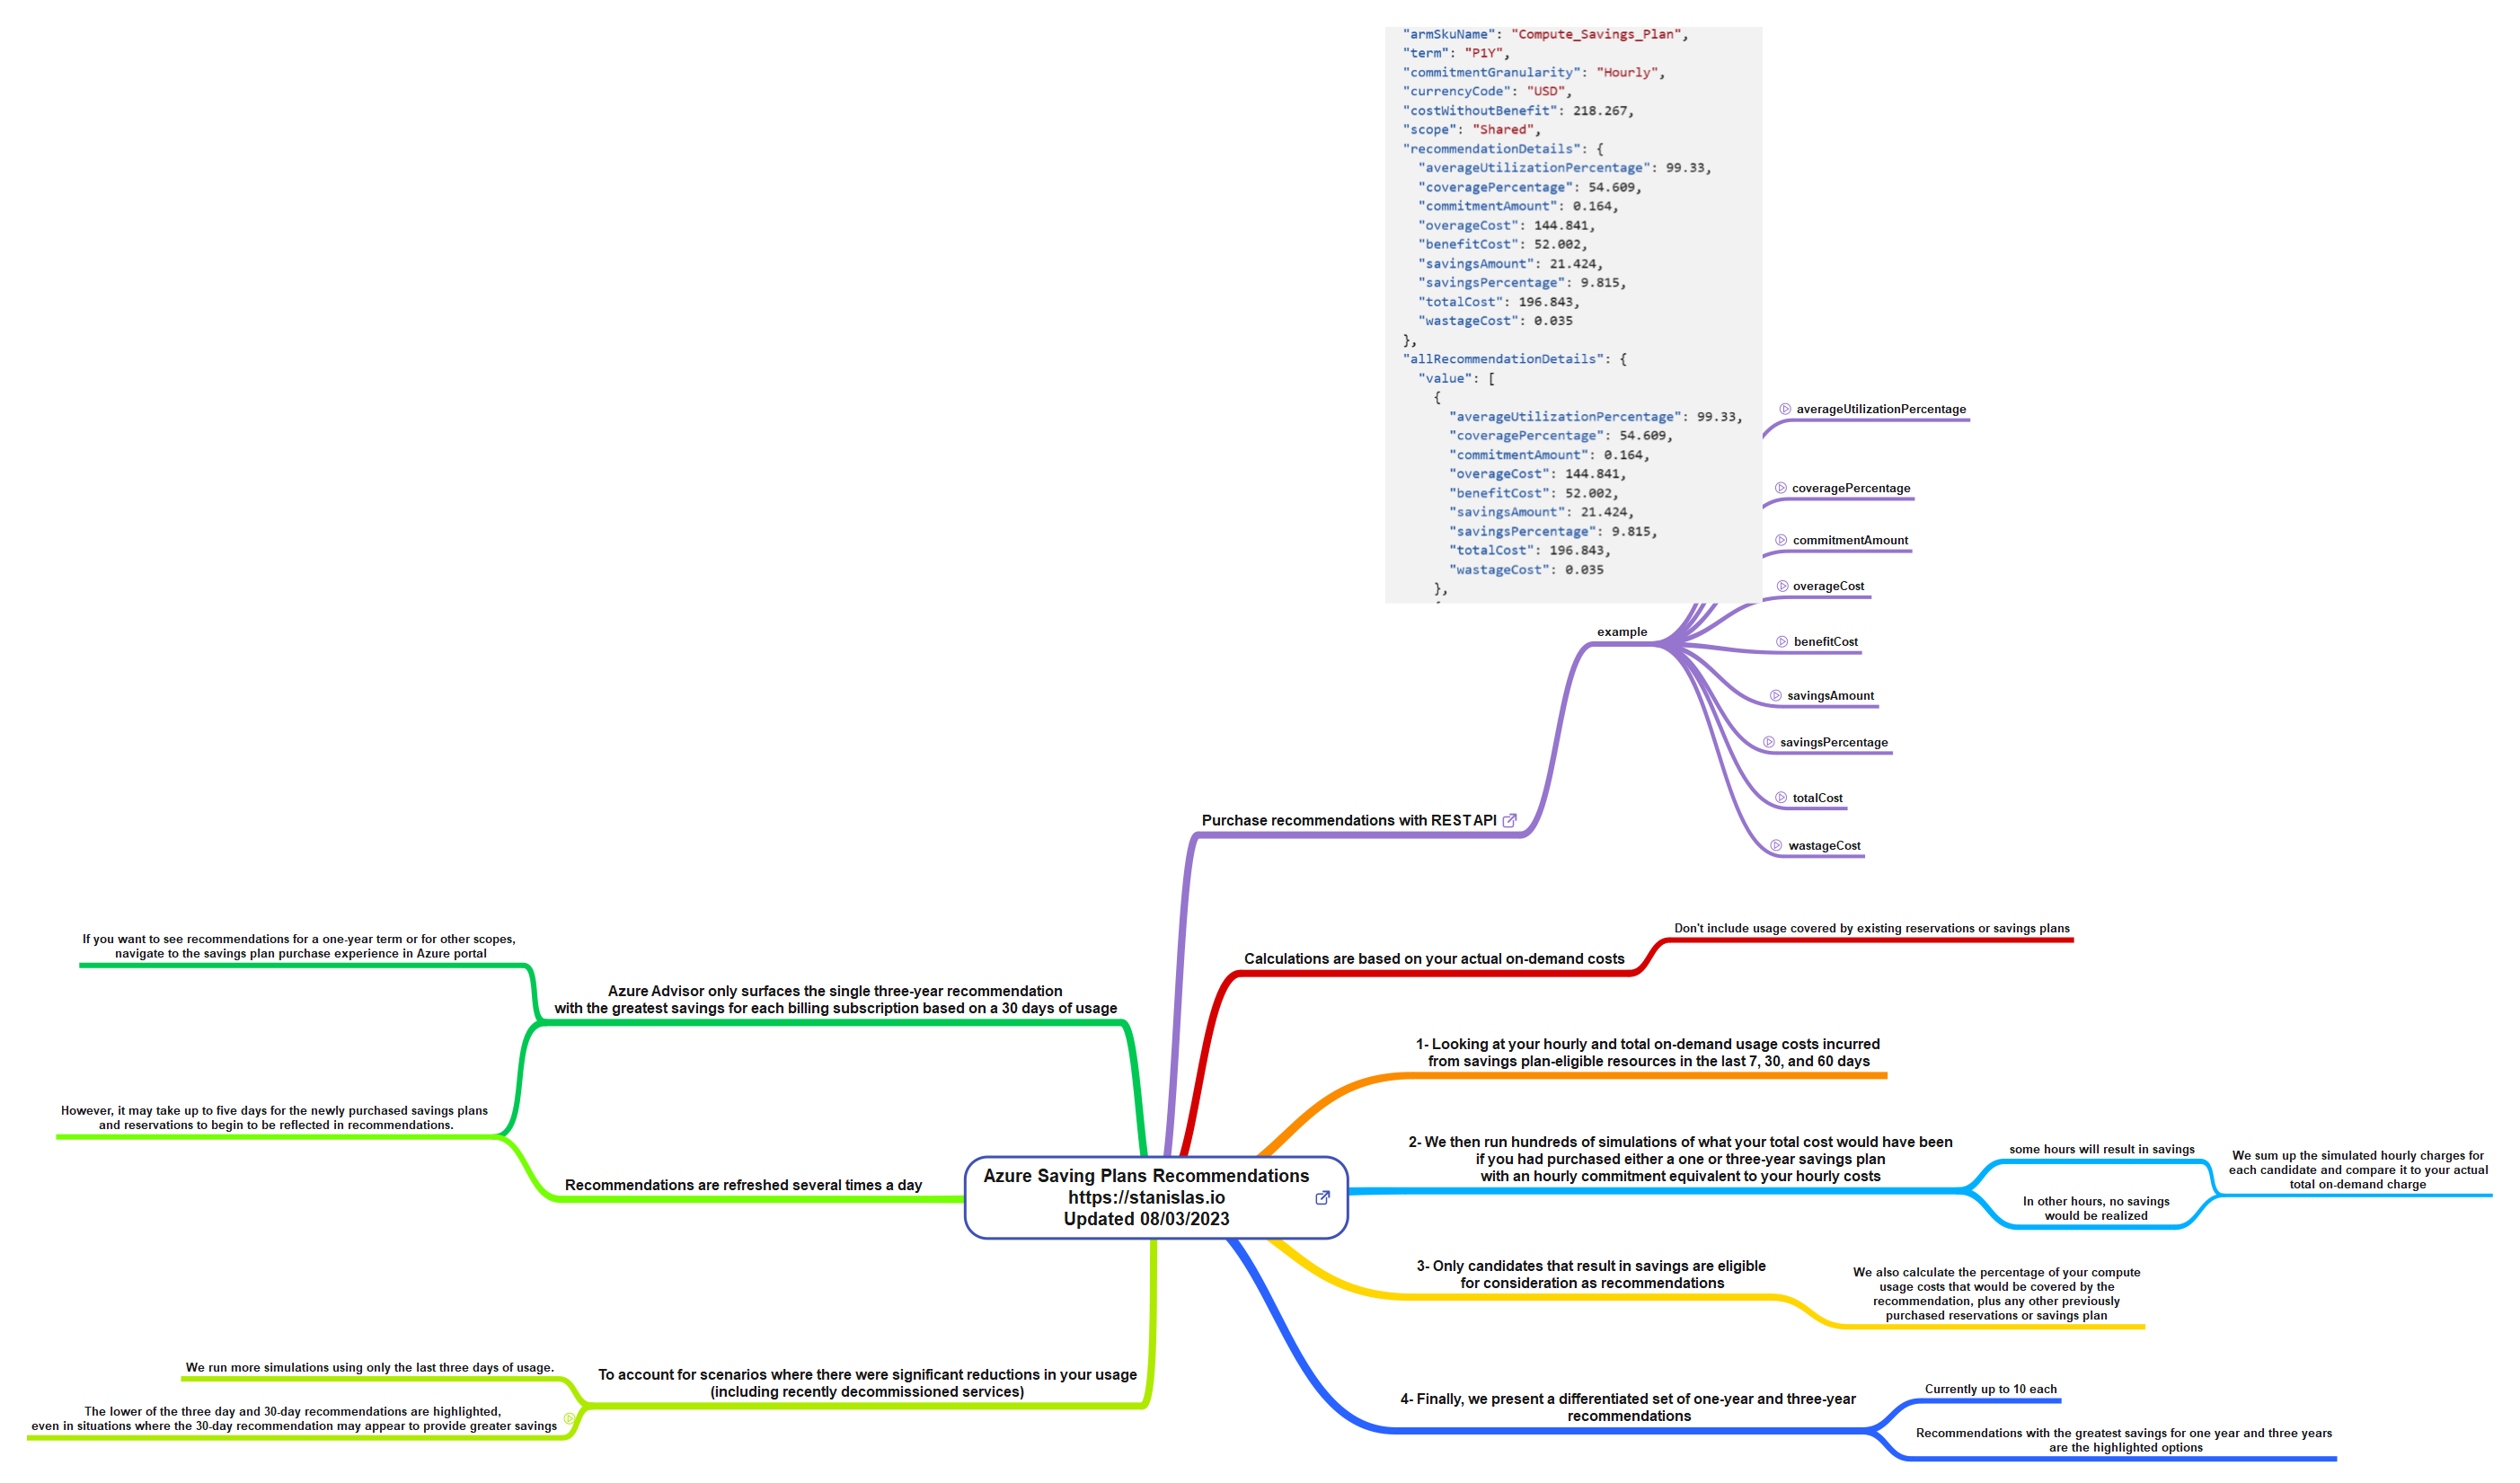 "armSkuName": "Compute_Savings_Plan",
"term": "P1Y",
"commitmentGranularity": "Hourly",
"currencyCode": "USD",
"costWithoutBenefit": 218.267,
"scope": "Shared",
"recommendationDetails": {
"averageUtilizationPercentage": 99.33,
"coveragePercentage": 54.609,
"commitmentAmount": 0.164,
"overageCost": 144.841,
"benefitCost": 52.002,
"savingsAmount": 21.424,
"savingsPercentage": 9.815,
"totalCost": 196.843,
"wastageCost": 0.035
},
"allRecommendationDetails": {
"value": [
{
"averageUtilizationPercentage": 99.33,
"coveragePercentage": 54.609,
"commitmentAmount": 0.164,
"overageCost": 144.841,
"benefitCost": 52.002,
"savingsAmount": 21.424,
"savingsPercentage": 9.815,
"totalCost": 196.843,
"wastageCost": 0.035
},
example
averageUtilizationPercentage
coveragePercentage
commitmentAmount
overageCost
benefitCost
savingsAmount
savingsPercentage
totalCost
wastageCost
Purchase recommendations with REST API
Calculations are based on your actual on-demand costs
Don't include usage covered by existing reservations or savings plans
1- Looking at your hourly and total on-demand usage costs incurred
from savings plan-eligible resources in the last 7, 30, and 60 days
2- We then run hundreds of simulations of what your total cost would have been
if you had purchased either a one or three-year savings plan
with an hourly commitment equivalent to your hourly costs
some hours will result in savings
In other hours, no savings
would be realized
We sum up the simulated hourly charges for
each candidate and compare it to your actual
total on-demand charge
3- Only candidates that result in savings are eligible
for consideration as recommendations
We also calculate the percentage of your compute
usage costs that would be covered by the
recommendation, plus any other previously
purchased reservations or savings plan
4- Finally, we present a differentiated set of one-year and three-year
recommendations
Currently up to 10 each
Recommendations with the greatest savings for one year and three years
are the highlighted options
Azure Saving Plans Recommendations
https://stanislas.io
Updated 08/03/2023
Azure Advisor only surfaces the single three-year recommendation
with the greatest savings for each billing subscription based on a 30 days of usage
If you want to see recommendations for a one-year term or for other scopes,
navigate to the savings plan purchase experience in Azure portal
However, it may take up to five days for the newly purchased savings plans
and reservations to begin to be reflected in recommendations.
Recommendations are refreshed several times a day
To account for scenarios where there were significant reductions in your usage
(including recently decommissioned services)
We run more simulations using only the last three days of usage.
The lower of the three day and 30-day recommendations are highlighted,
even in situations where the 30-day recommendation may appear to provide greater savings